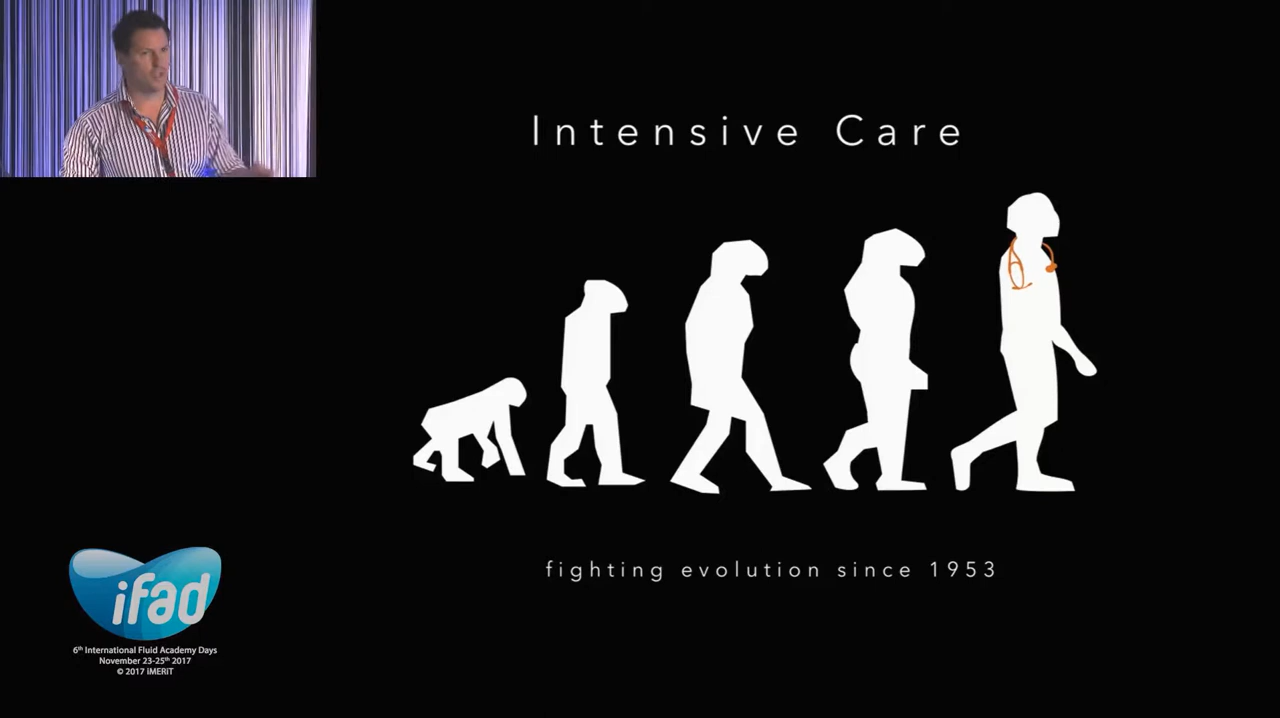 Intensive Care
fighting evolution since 1953
ifad
6th International Fluid Academy Days
November 23-25th 2017
© 2017 iMERiT